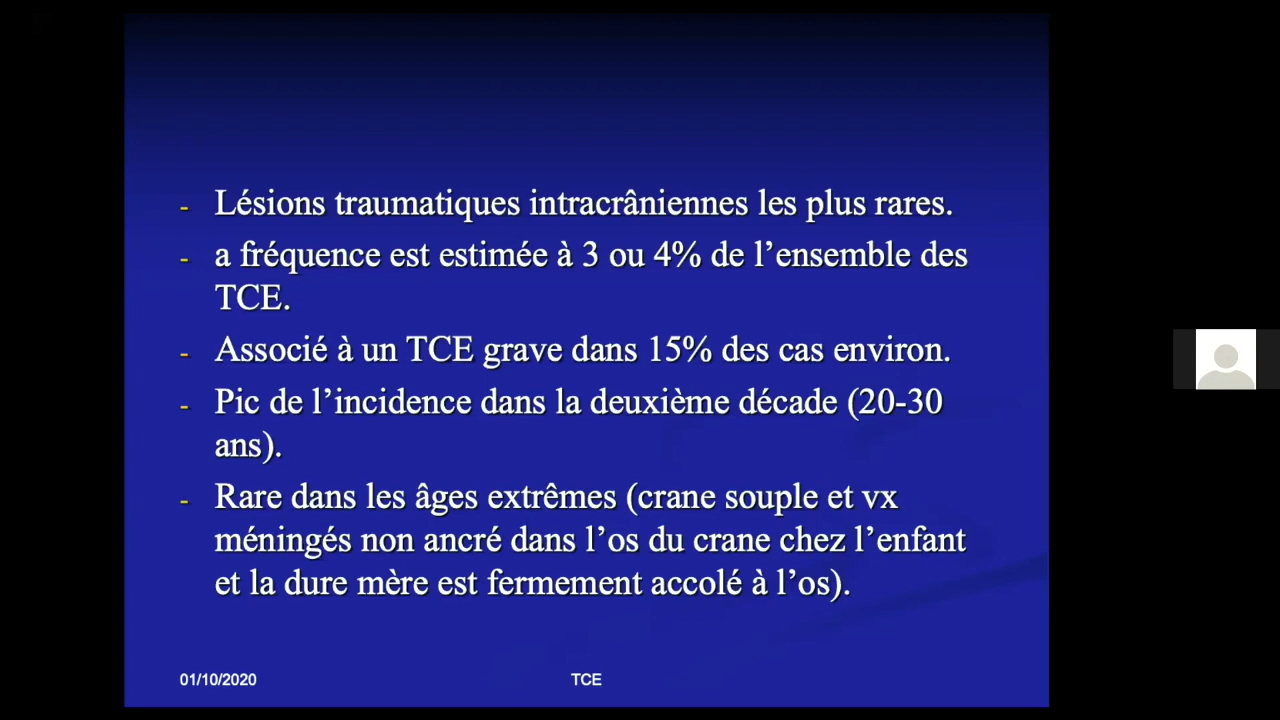 - Lésions traumatiques intracrâniennes les plus rares.
- a fréquence est estimée à 3 ou 4% de l’ensemble des
TCE.
- Associé à un TCE grave dans 15% des cas environ.
- Pic de l’incidence dans la deuxième décade (20-30
ans).
- Rare dans les âges extrêmes (crane souple et vx
méningés non ancré dans l’os du crane chez l’enfant
et la dure mère est fermement accolé à l’os).
01/10/2020
TCE